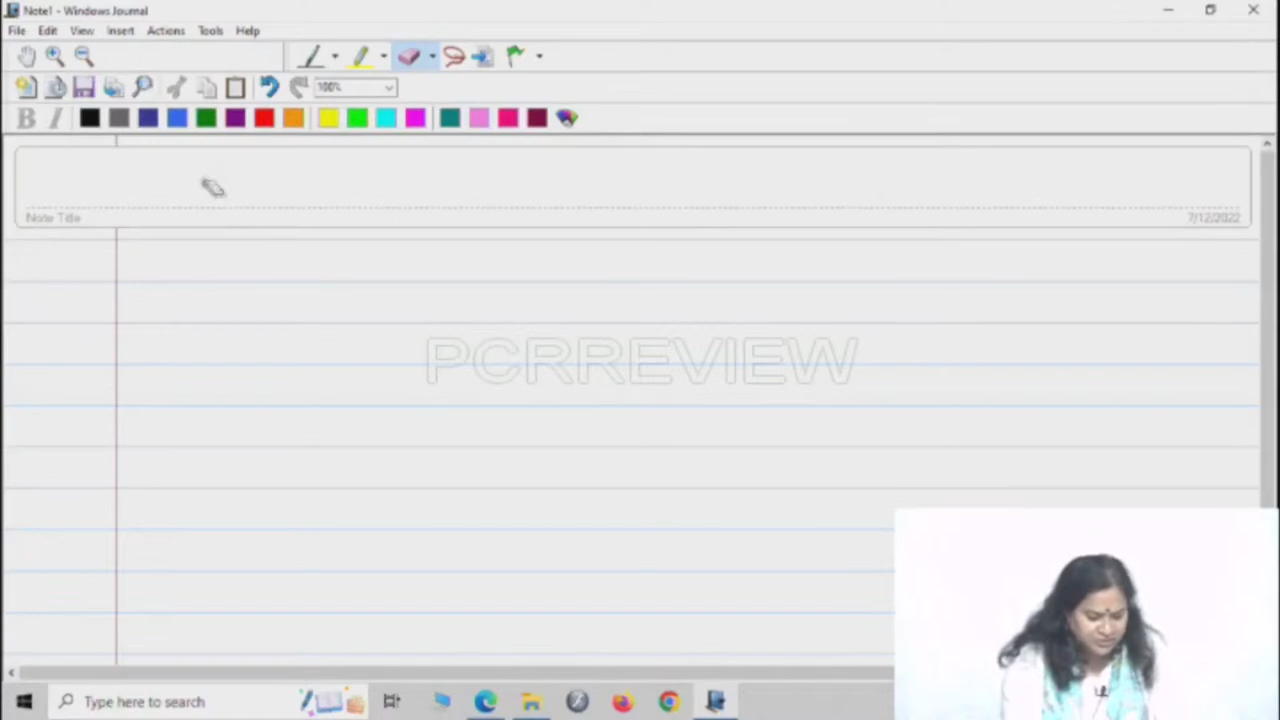 Note1 - Windows Journal
File Edit View Insert Actions Tools Help
100%
B I
Note Title
7/12/2022
PCRREVIEW
Type here to search